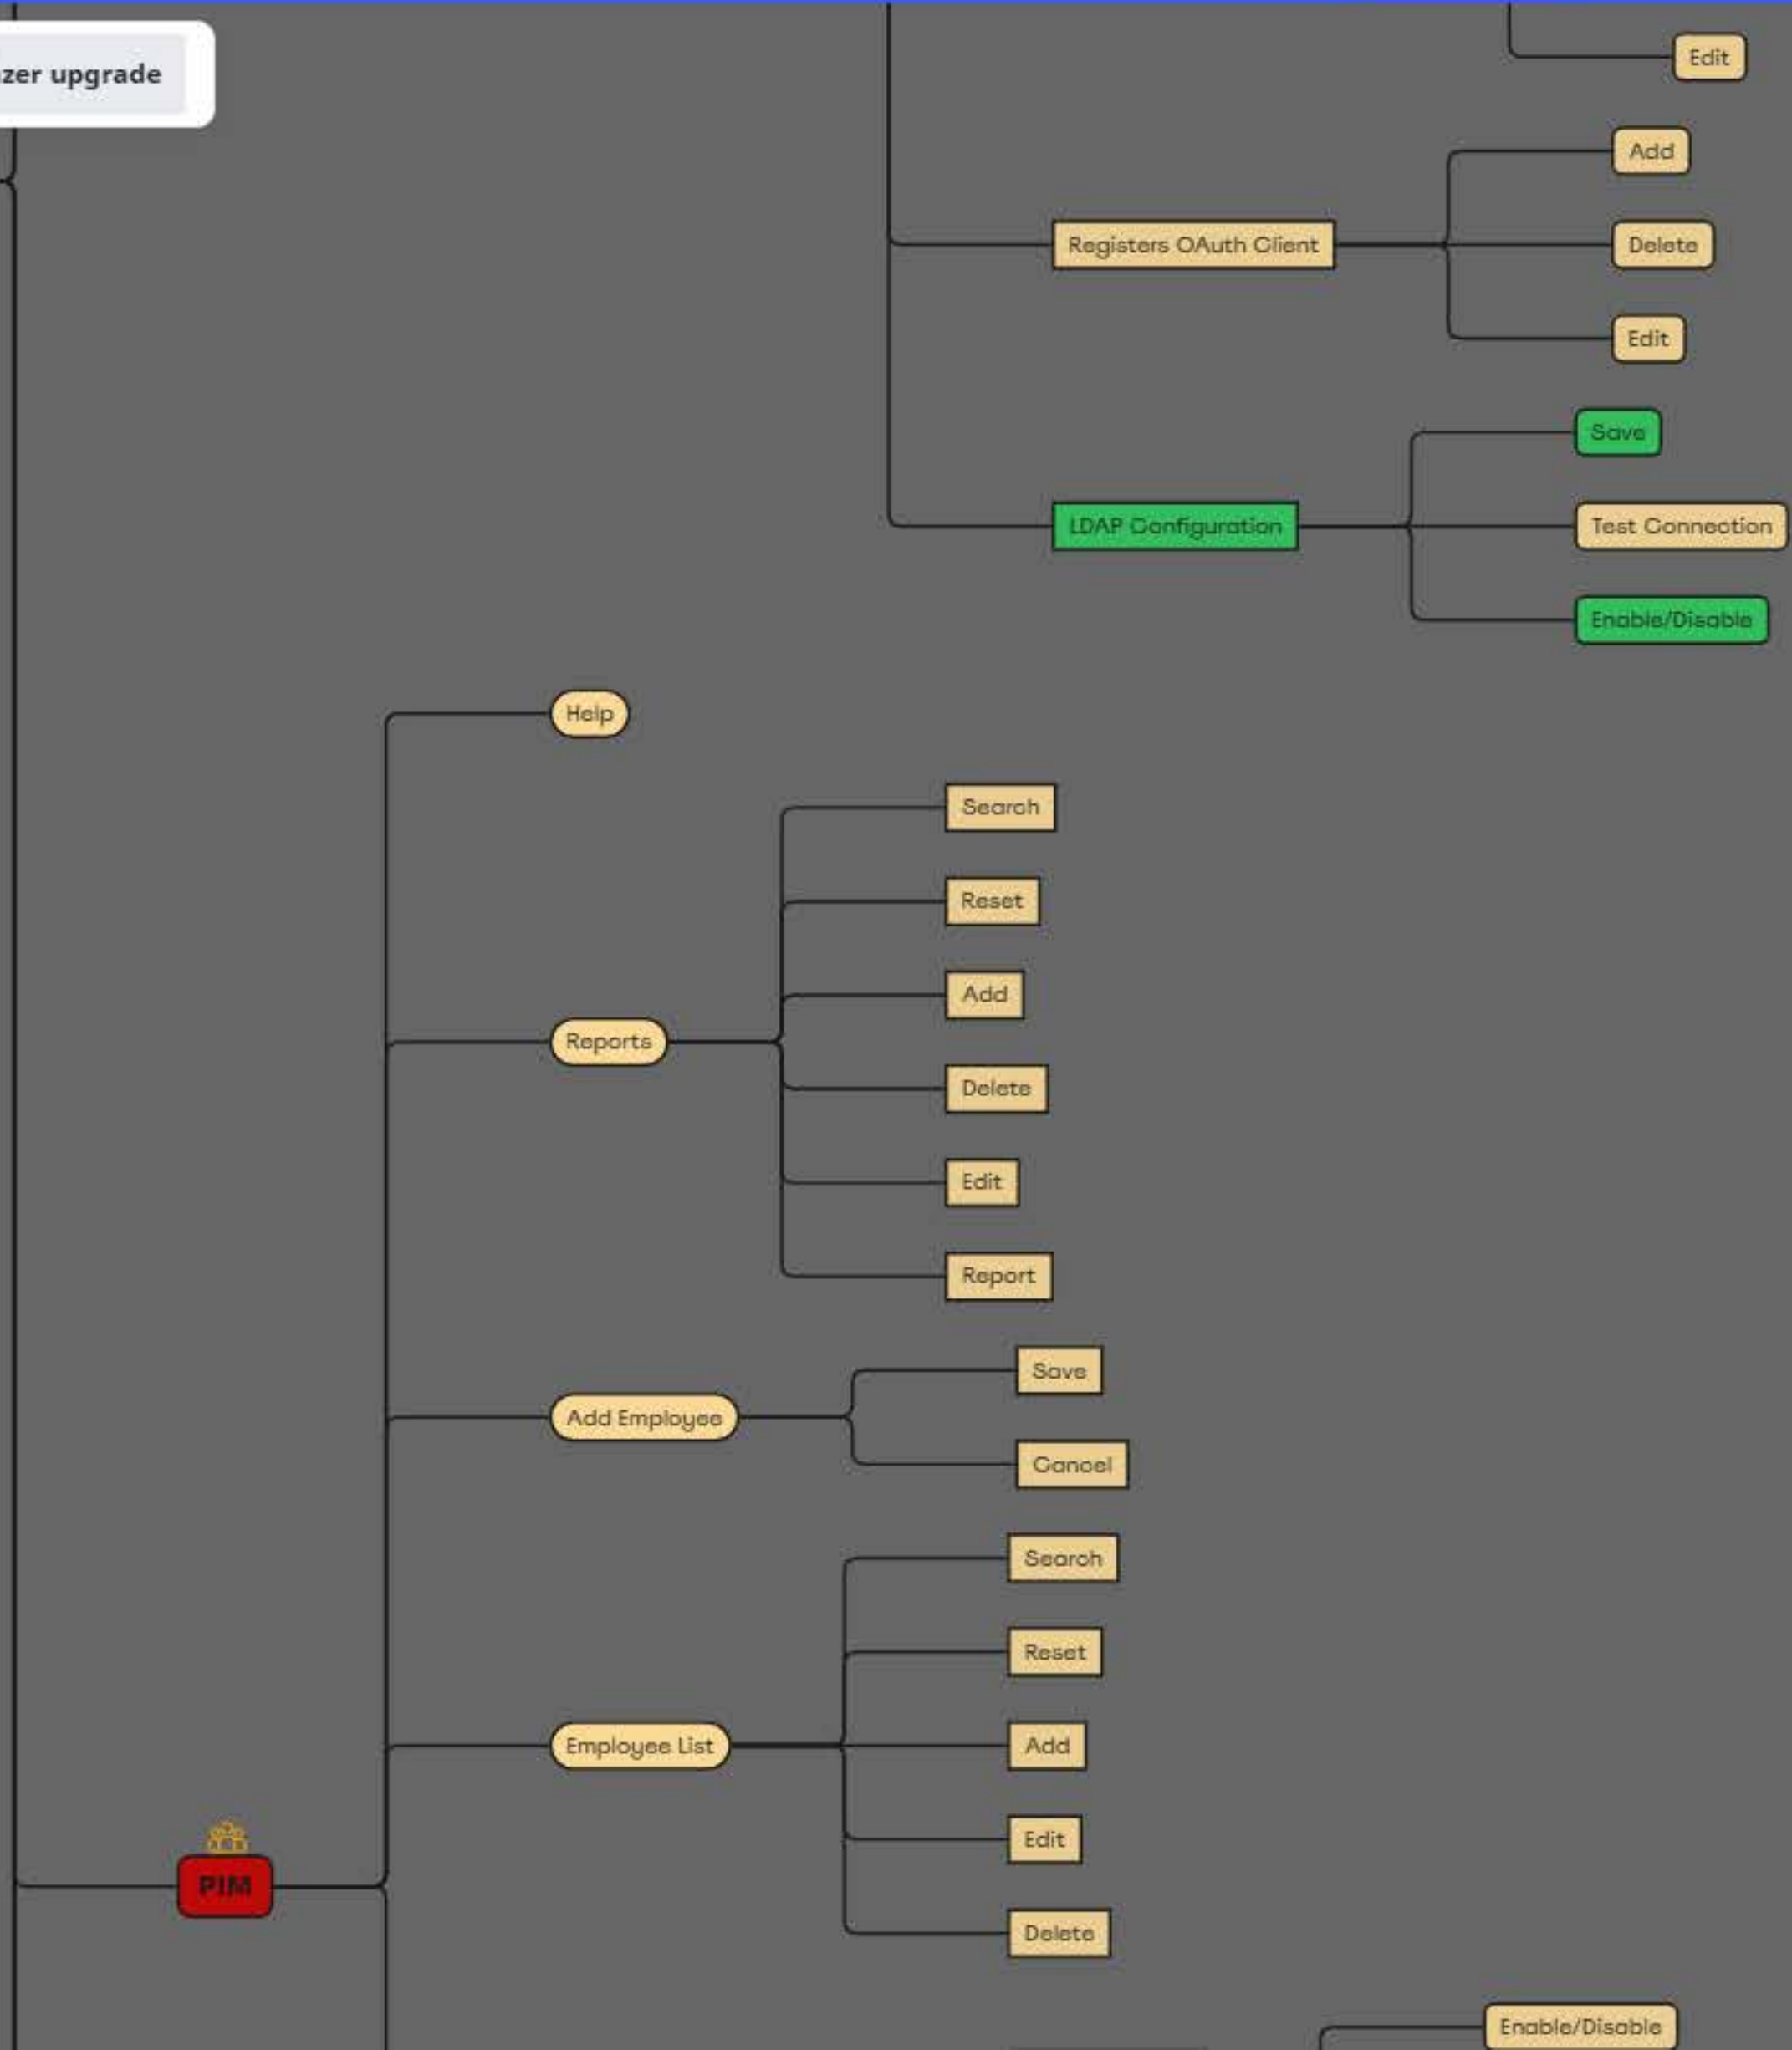 zer upgrade
Edit
Add
Registers OAuth Client
Delete
Edit
Save
LDAP Configuration
Test Connection
Enable/Disable
Help
Search
Reset
Add
Reports
Delete
Edit
Report
Save
Add Employee
Cancel
Search
Reset
Employee List
Add
Edit
PIM
Delete
Enable/Disable